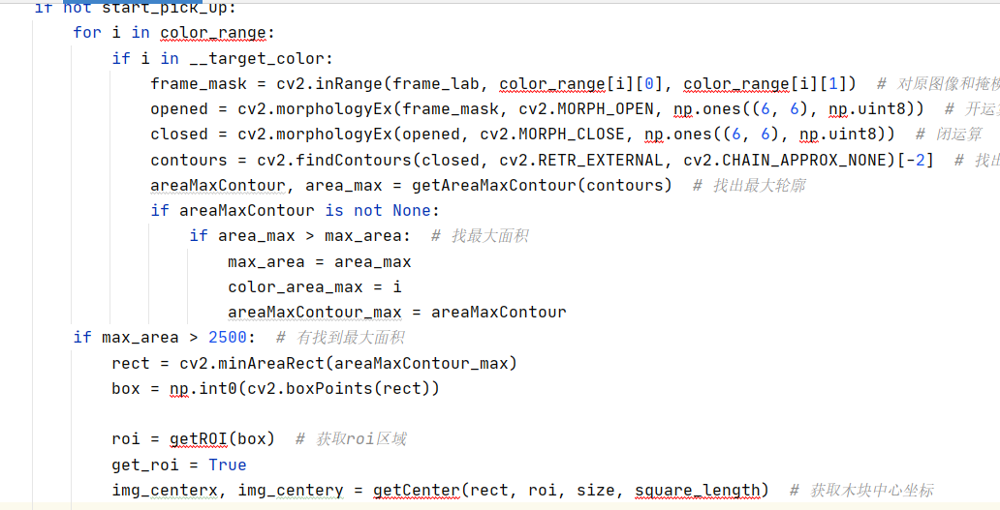 if not start_pick_up:
for i in color_range:
if i in __target_color:
frame_mask = cv2.inRange(frame_lab, color_range[i][0], color_range[i][1])  # 对原图像和掩模
opened = cv2.morphologyEx(frame_mask, cv2.MORPH_OPEN, np.ones((6, 6), np.uint8))  # 开运算
closed = cv2.morphologyEx(opened, cv2.MORPH_CLOSE, np.ones((6, 6), np.uint8))  # 闭运算
contours = cv2.findContours(closed, cv2.RETR_EXTERNAL, cv2.CHAIN_APPROX_NONE)[-2]  # 找出
areaMaxContour, area_max = getAreaMaxContour(contours)  # 找出最大轮廓
if areaMaxContour is not None:
if area_max > max_area:  # 找最大面积
max_area = area_max
color_area_max = i
areaMaxContour_max = areaMaxContour
if max_area > 2500:  # 有找到最大面积
rect = cv2.minAreaRect(areaMaxContour_max)
box = np.int0(cv2.boxPoints(rect))
roi = getROI(box)  # 获取roi区域
get_roi = True
img_centerx, img_centery = getCenter(rect, roi, size, square_length)  # 获取木块中心坐标